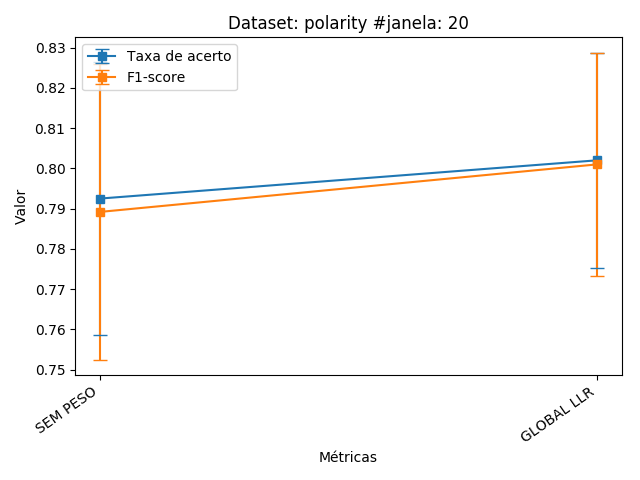 Dataset: polarity #janela: 20
Taxa de acerto
F1-score
0.83
0.82
0.81
0.80
0.79
0.78
0.77
0.76
0.75
Valor
SEM PESO
GLOBAL LLR
Métricas